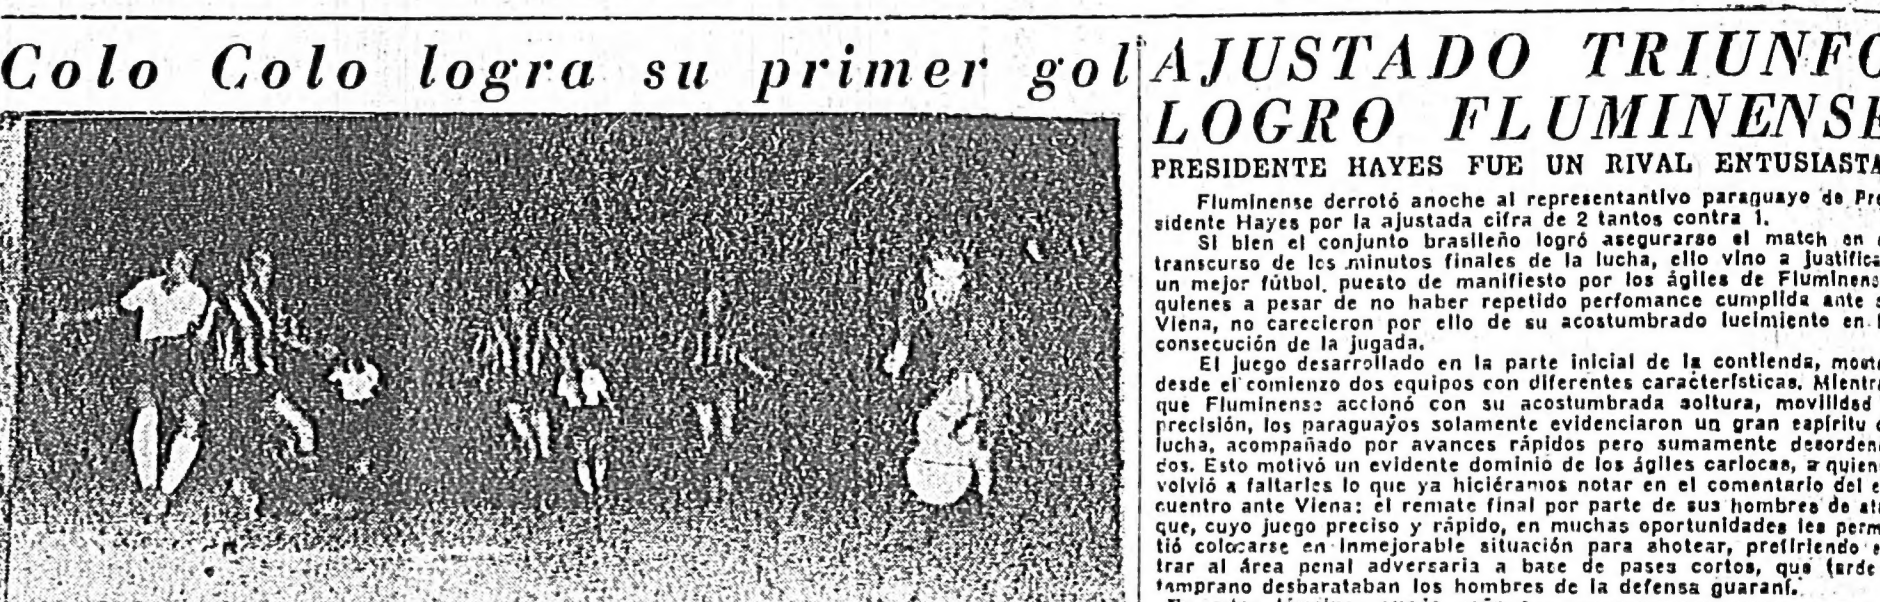 Colo Colo logra su primer gol
AJUSTADO TRIUNFO
LOGRO FLUMINENSE
PRESIDENTE HAYES FUE UN RIVAL ENTUSIASTA
Fluminense derrotó anoche al representantivo paraguayo de Pre
sidente Hayes por la ajustada cifra de 2 tantos contra 1.
Si bien el conjunto brasileño logró asegurarse el match en
transcurso de los minutos finales de la lucha, ello vino a justifica
un mejor fútbol, puesto de manifiesto por los ágiles de Fluminens
quienes a pesar de no haber repetido perfomance cumplida ante
Viena, no carecieron por ello de su acostumbrado lucimiento en
consecución de la jugada.
El juego desarrollado en la parte inicial de la contienda, mostr
desde el comienzo dos equipos con diferentes características. Mientra
que Fluminense accionó con su acostumbrada soltura, movilidad
precisión, los paraguayos solamente evidenciaron un gran espíritu
lucha, acompañado por avances rápidos pero sumamente desorden
dos. Esto motivó un evidente dominio de los ágiles cariocas, a quien
volvió a faltarles lo que ya hiciéramos notar en el comentario del e
cuentro ante Viena: el remate final por parte de sus hombres de ata
que, cuyo juego preciso y rápido, en muchas oportunidades les perm
tió colocarse en inmejorable situación para shotear, prefiriendo
trar al área penal adversaria a base de pases cortos, que tarde
temprano desbarataban los hombres de la defensa guaraní.